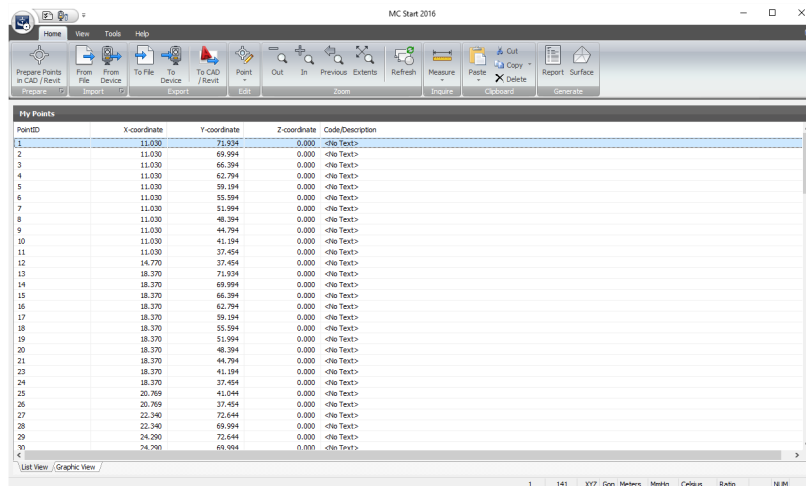 MC Start 2016
Home View Tools Help
Prepare Points in CAD / Revit
From File
From Device
To File
To Device
To CAD / Revit
Point
Out
In
Previous
Extents
Refresh
Measure
Paste
Cut
Copy
Delete
Report
Surface
Prepare Import Export Edit Zoom Inquire Clipboard Generate
My Points
PointID X-coordinate Y-coordinate Z-coordinate Code/Description
1 11.030 71.934 0.000 <No Text>
2 11.030 69.994 0.000 <No Text>
3 11.030 66.394 0.000 <No Text>
4 11.030 62.794 0.000 <No Text>
5 11.030 59.194 0.000 <No Text>
6 11.030 55.594 0.000 <No Text>
7 11.030 51.994 0.000 <No Text>
8 11.030 48.394 0.000 <No Text>
9 11.030 44.794 0.000 <No Text>
10 11.030 41.194 0.000 <No Text>
11 11.030 37.454 0.000 <No Text>
12 14.770 37.454 0.000 <No Text>
13 18.370 71.934 0.000 <No Text>
14 18.370 69.994 0.000 <No Text>
15 18.370 66.394 0.000 <No Text>
16 18.370 62.794 0.000 <No Text>
17 18.370 59.194 0.000 <No Text>
18 18.370 55.594 0.000 <No Text>
19 18.370 51.994 0.000 <No Text>
20 18.370 48.394 0.000 <No Text>
21 18.370 44.794 0.000 <No Text>
23 18.370 41.194 0.000 <No Text>
24 18.370 37.454 0.000 <No Text>
25 20.769 41.044 0.000 <No Text>
26 20.769 37.454 0.000 <No Text>
27 22.340 72.644 0.000 <No Text>
28 22.340 69.994 0.000 <No Text>
29 24.290 72.644 0.000 <No Text>
30 24.290 69.994 0.000 <No Text>
List View Graphic View
1 141 XYZ Gon Meters MmHg Celsius Ratio NUM